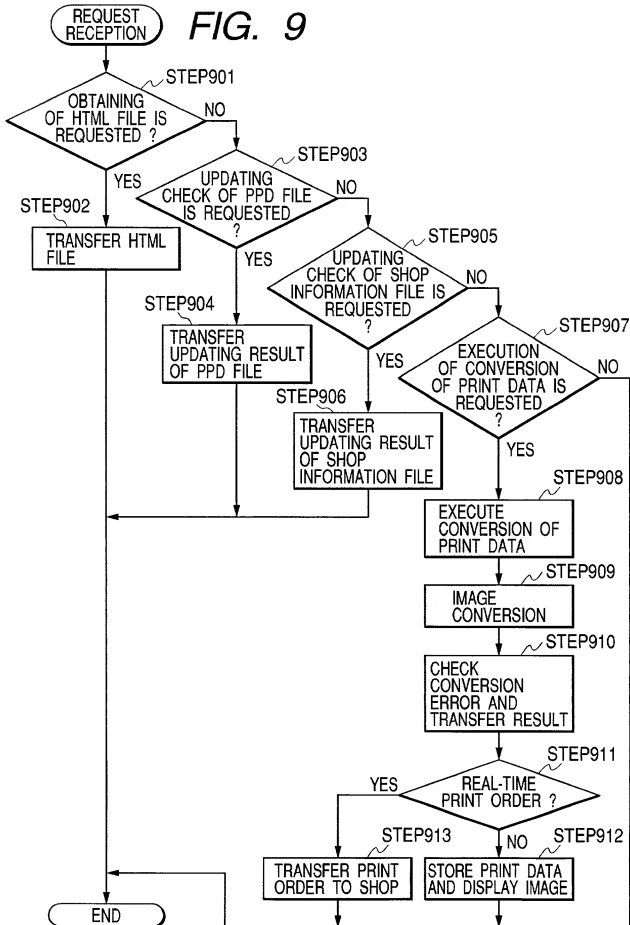 REQUEST
RECEPTION
FIG. 9
STEP901
OBTAINING
OF HTML FILE IS
REQUESTED ?
NO
YES
STEP902
TRANSFER HTML
FILE
STEP903
UPDATING
CHECK OF PPD FILE
IS REQUESTED
?
NO
YES
STEP904
TRANSFER
UPDATING RESULT
OF PPD FILE
STEP905
UPDATING
CHECK OF SHOP
INFORMATION FILE IS
REQUESTED
?
NO
YES
STEP906
TRANSFER
UPDATING RESULT
OF SHOP
INFORMATION FILE
STEP907
EXECUTION
OF CONVERSION
OF PRINT DATA IS
REQUESTED
?
NO
YES
STEP908
EXECUTE
CONVERSION OF
PRINT DATA
STEP909
IMAGE
CONVERSION
STEP910
CHECK
CONVERSION
ERROR AND
TRANSFER RESULT
STEP911
REAL-TIME
PRINT ORDER ?
YES
NO
STEP913
TRANSFER PRINT
ORDER TO SHOP
STEP912
STORE PRINT DATA
AND DISPLAY IMAGE
END